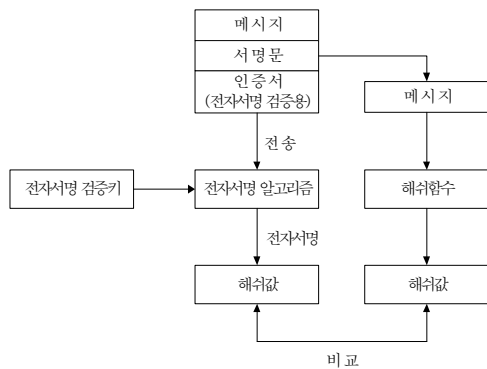 메시지
서명문
인증서
(전자서명 검증용)
메시지
전송
전자서명 검증키
전자서명 알고리즘
해쉬함수
전자서명
해쉬값
해쉬값
비교